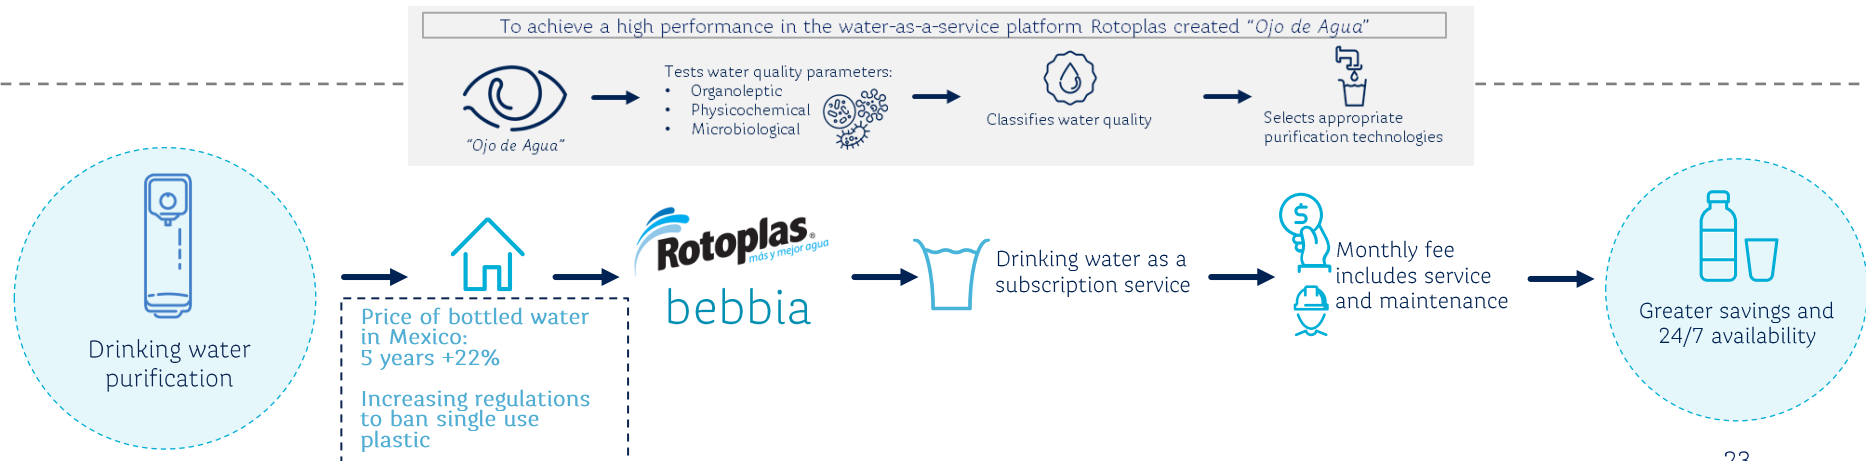 To achieve a high performance in the water-as-a-service platform Rotoplas created “Ojo de Agua”
“Ojo de Agua”
Tests water quality parameters:
• Organoleptic
• Physicochemical
• Microbiological
Classifies water quality
Selects appropriate
purification technologies
Drinking water
purification
Price of bottled water
in Mexico:
5 years +22%
Increasing regulations
to ban single use
plastic
Rotoplas®
más y mejor agua
bebbia
Drinking water as a
subscription service
$
Monthly fee
includes service
and maintenance
Greater savings and
24/7 availability